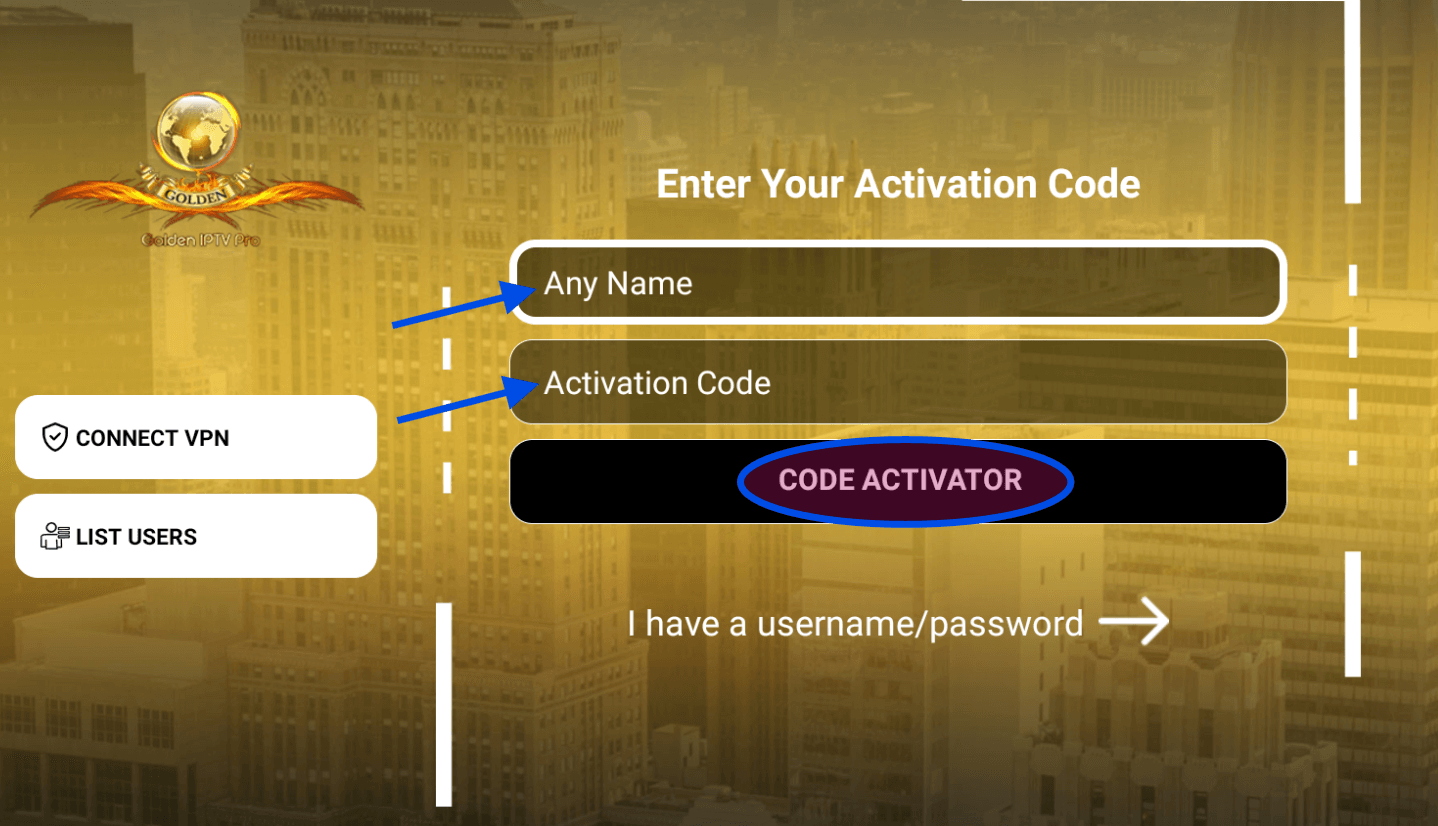 GOLDEN
Golden IPTV Pro
CONNECT VPN
LIST USERS
Enter Your Activation Code
Any Name
Activation Code
CODE ACTIVATOR
I have a username/password